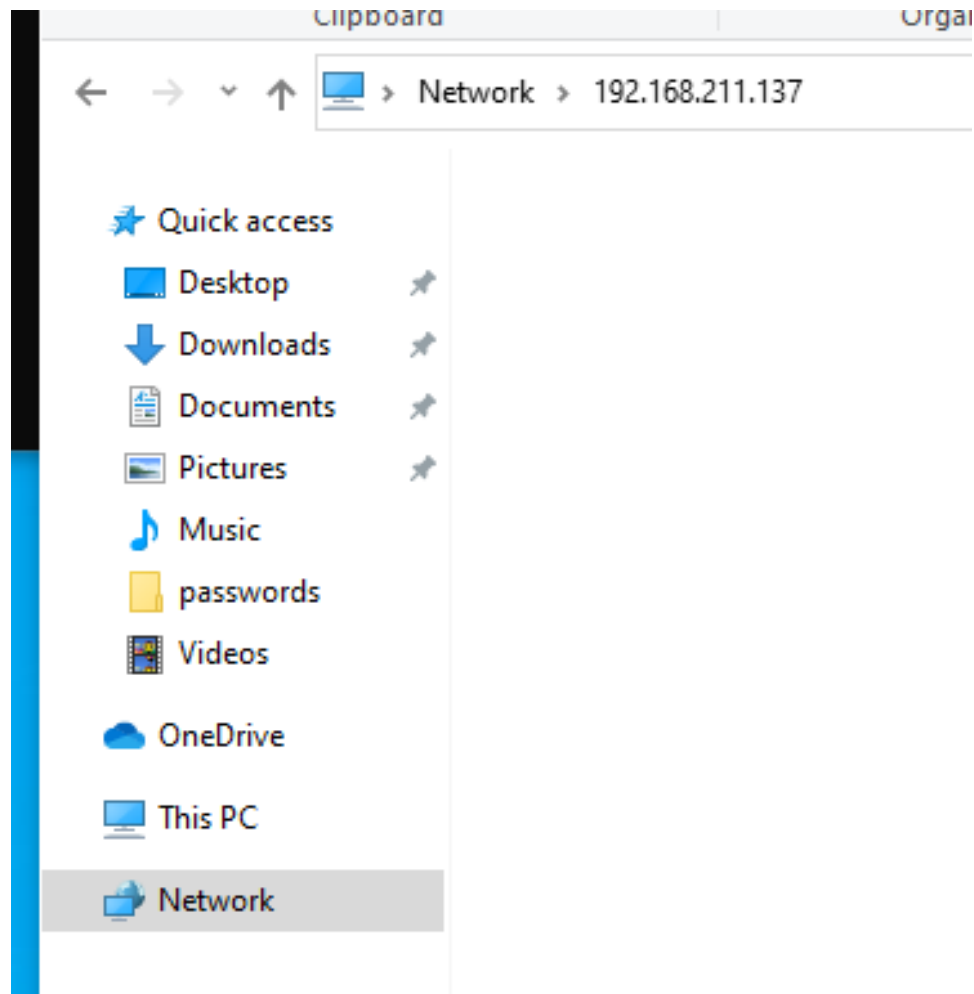 Clipboard
Network > 192.168.211.137
Quick access
Desktop
Downloads
Documents
Pictures
Music
passwords
Videos
OneDrive
This PC
Network